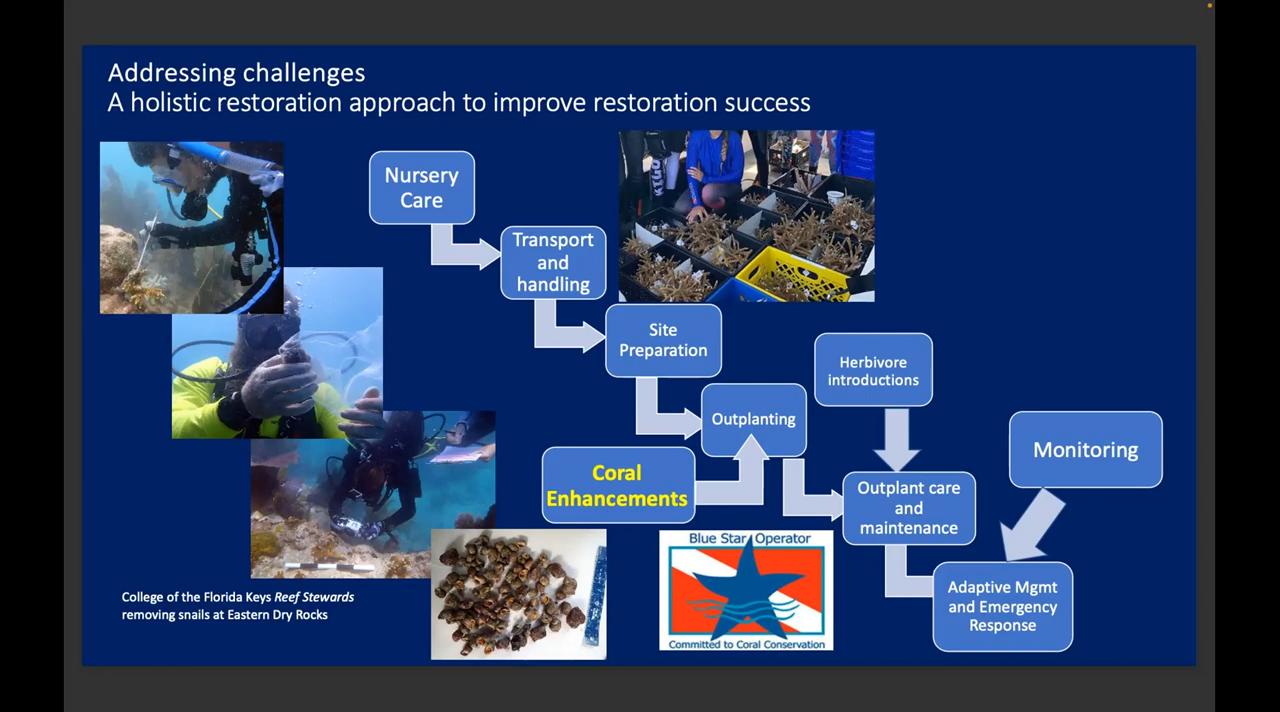 Addressing challenges
A holistic restoration approach to improve restoration success
Nursery
Care
Transport
and
handling
Site
Preparation
Herbivore
introductions
Outplanting
Monitoring
Coral
Enhancements
Outplant care
and
maintenance
Blue Star Operator
Committed to Coral Conservation
Adaptive Mgmt
and Emergency
Response
College of the Florida Keys Reef Stewards
removing snails at Eastern Dry Rocks